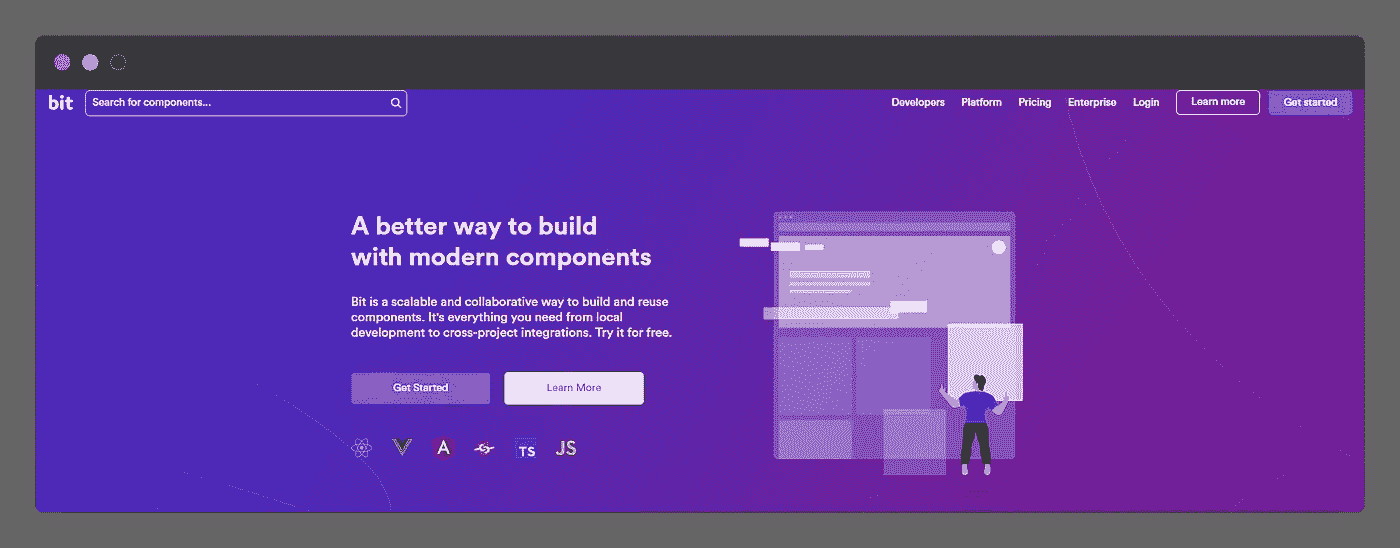 bit
Search for components...
Developers
Platform
Pricing
Enterprise
Login
Learn more
Get started
A better way to build
with modern components
Bit is a scalable and collaborative way to build and reuse
components. It's everything you need from local
development to cross-project integrations. Try it for free.
Get Started
Learn More
A
TS
JS